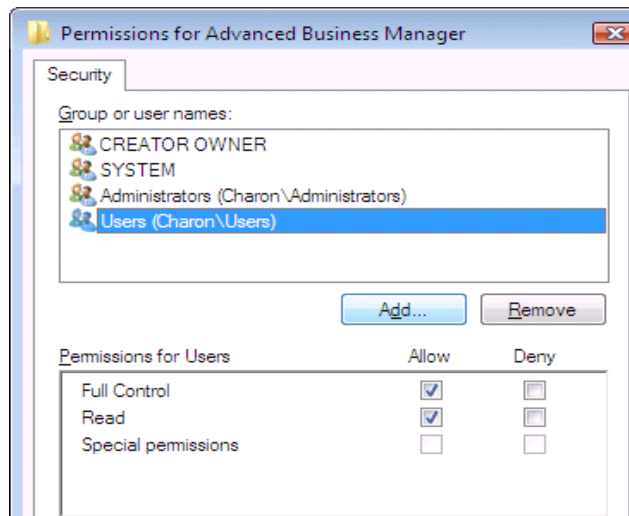 Permissions for Advanced Business Manager
Security
Group or user names:
CREATOR OWNER
SYSTEM
Administrators (Charon\Administrators)
Users (Charon\Users)
Add... Remove
Permissions for Users Allow Deny
Full Control
Read
Special permissions